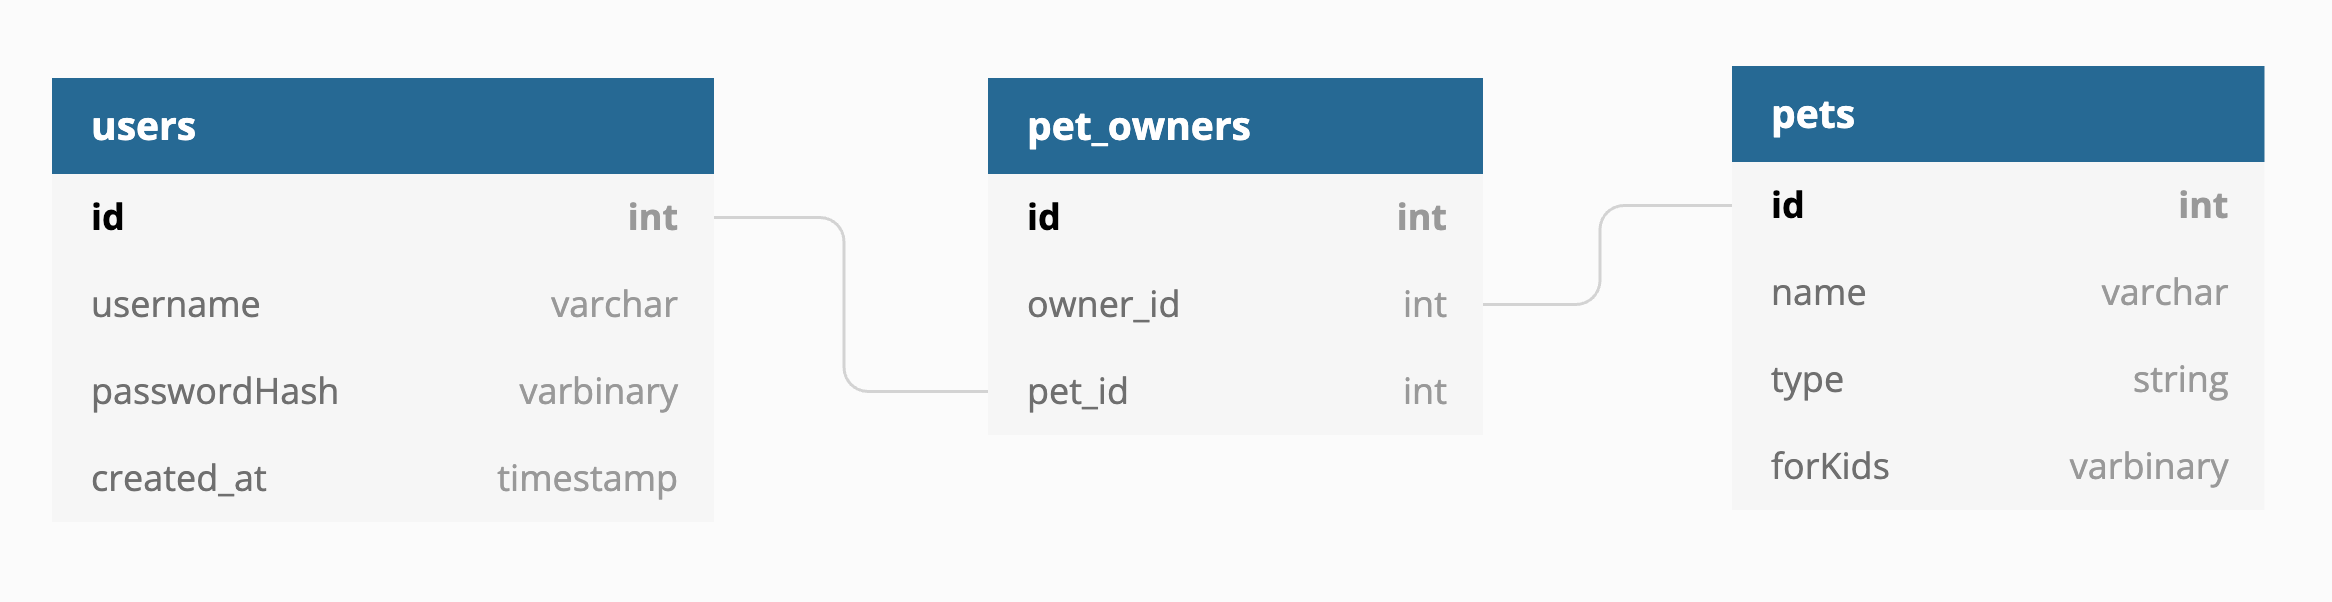 users
id int
username varchar
passwordHash varbinary
created_at timestamp
pet_owners
id int
owner_id int
pet_id int
pets
id int
name varchar
type string
forKids varbinary